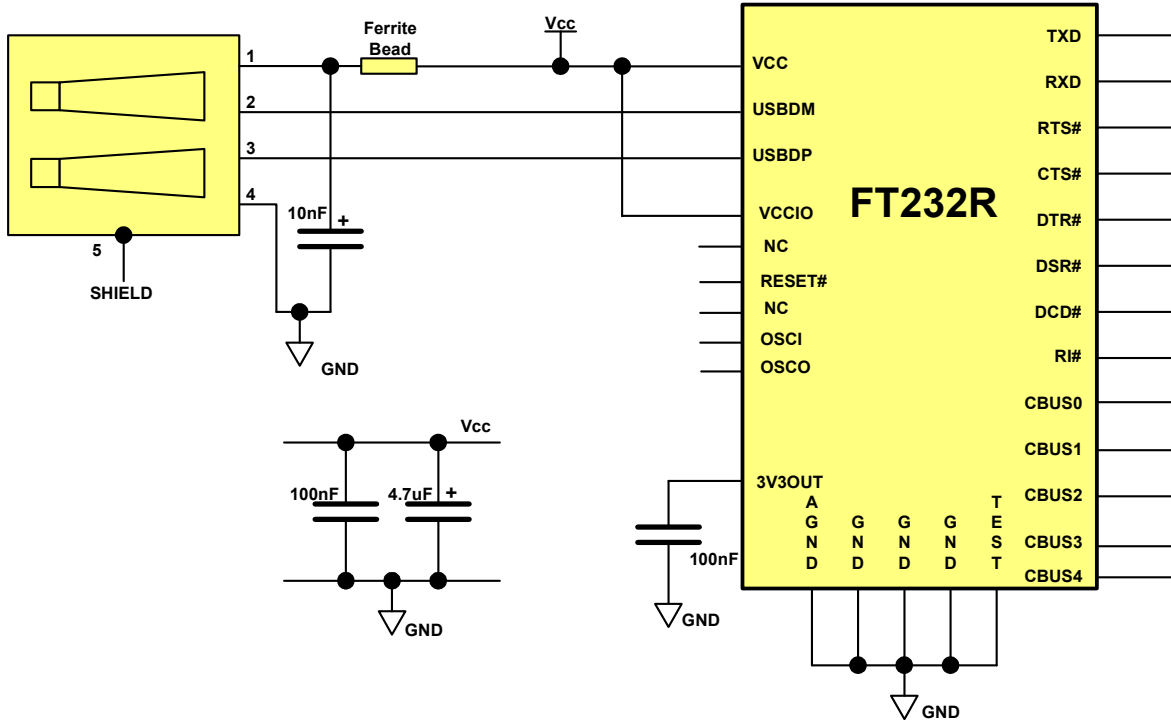 Ferrite
Bead
Vcc
1
2
3
4
5
SHIELD
10nF
+
GND
Vcc
100nF
4.7uF
+
GND
VCC
USBDM
USBDP
VCCIO
NC
RESET#
NC
OSCI
OSCO
3V3OUT
100nF
GND
FT232R
TXD
RXD
RTS#
CTS#
DTR#
DSR#
DCD#
RI#
CBUS0
CBUS1
CBUS2
CBUS3
CBUS4
AGND
GND
GND
GND
TEST
GND